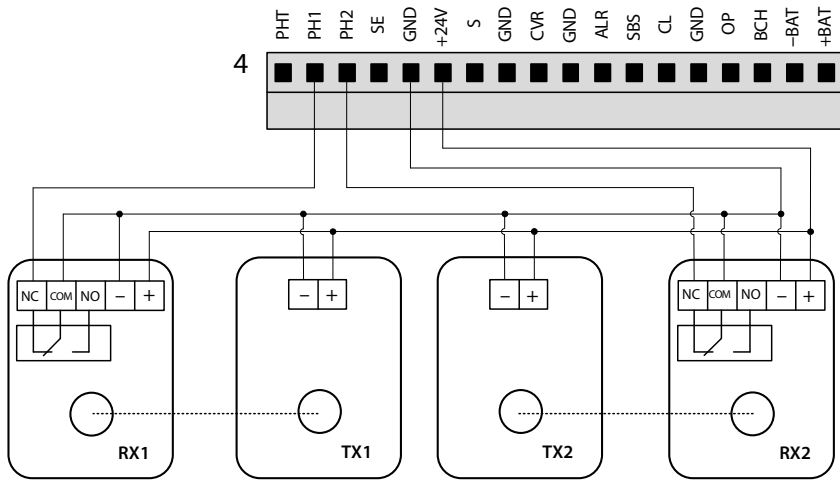 PHT PH1 PH2 SE GND +24V S GND CVR GND ALR SBS CL GND OP BCH –BAT +BAT
4
NC COM NO – +
– +
– +
NC COM NO – +
RX1
TX1
TX2
RX2